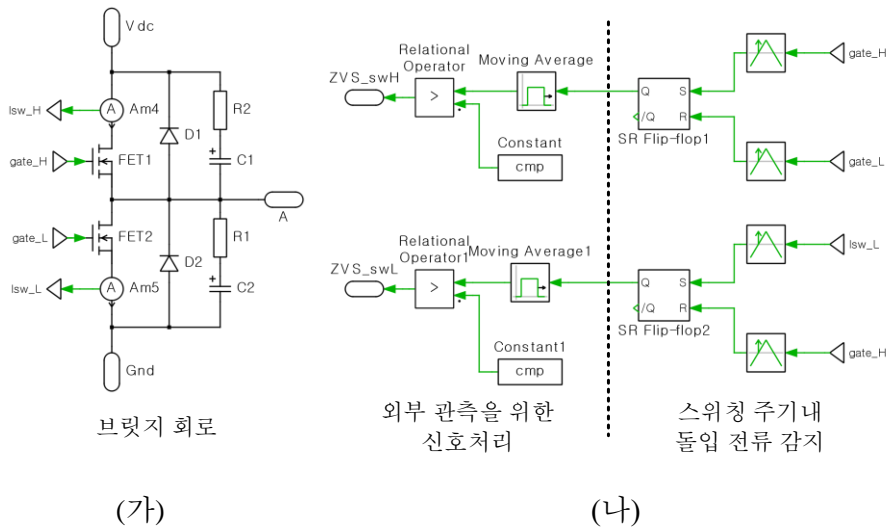 Vdc
Isw_H
A
Am4
R2
D1
gate_H
FET1
+
C1
A
gate_L
FET2
R1
D2
+
Isw_L
A
Am5
C2
Gnd
브릿지 회로
(가)
Relational
Operator
Moving Average
ZVS_swH
>
Constant
cmp
Q
S
/Q
R
SR Flip-flop1
gate_H
gate_L
Relational
Operator1
Moving Average1
ZVS_swL
>
Constant1
cmp
Q
S
/Q
R
SR Flip-flop2
Isw_L
gate_H
외부 관측을 위한
신호처리
스위칭 주기내
돌입 전류 감지
(나)